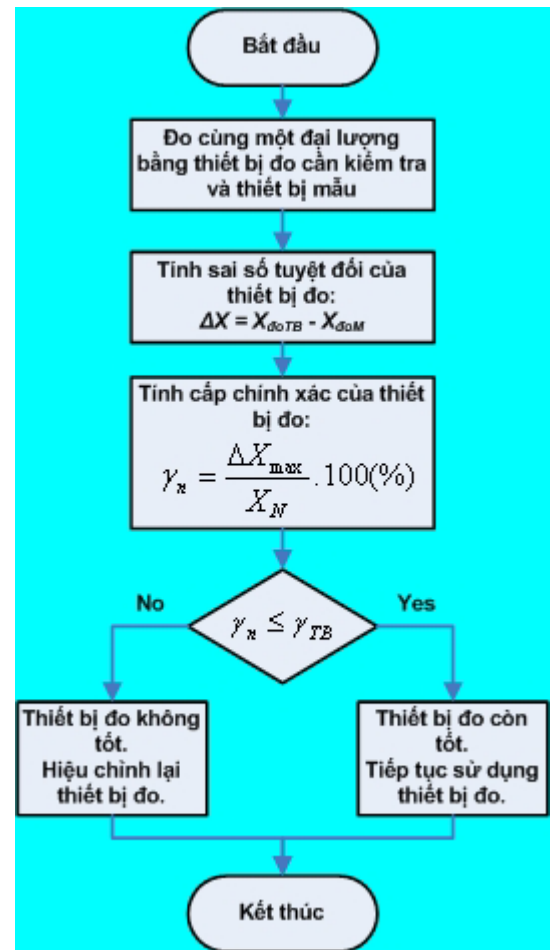 Bắt đầu
Đo cùng một đại lượng
bằng thiết bị đo cần kiểm tra
và thiết bị mẫu
Tính sai số tuyệt đối của
thiết bị đo:
ΔX = XđoTB - XđoM
Tính cấp chính xác của thiết
bị đo:
γn = ΔXmax / XN .100(%)
No
γn ≤ γTB
Yes
Thiết bị đo không
tốt.
Hiệu chỉnh lại
thiết bị đo.
Thiết bị đo còn
tốt.
Tiếp tục sử dụng
thiết bị đo.
Kết thúc